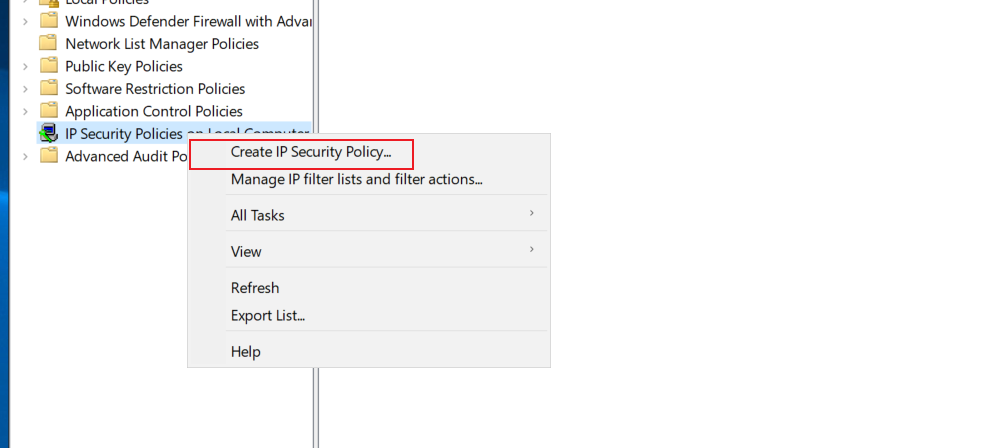 Local Policies
Windows Defender Firewall with Advan
Network List Manager Policies
Public Key Policies
Software Restriction Policies
Application Control Policies
IP Security Policies on Local Computer
Advanced Audit Po
Create IP Security Policy...
Manage IP filter lists and filter actions...
All Tasks
View
Refresh
Export List...
Help